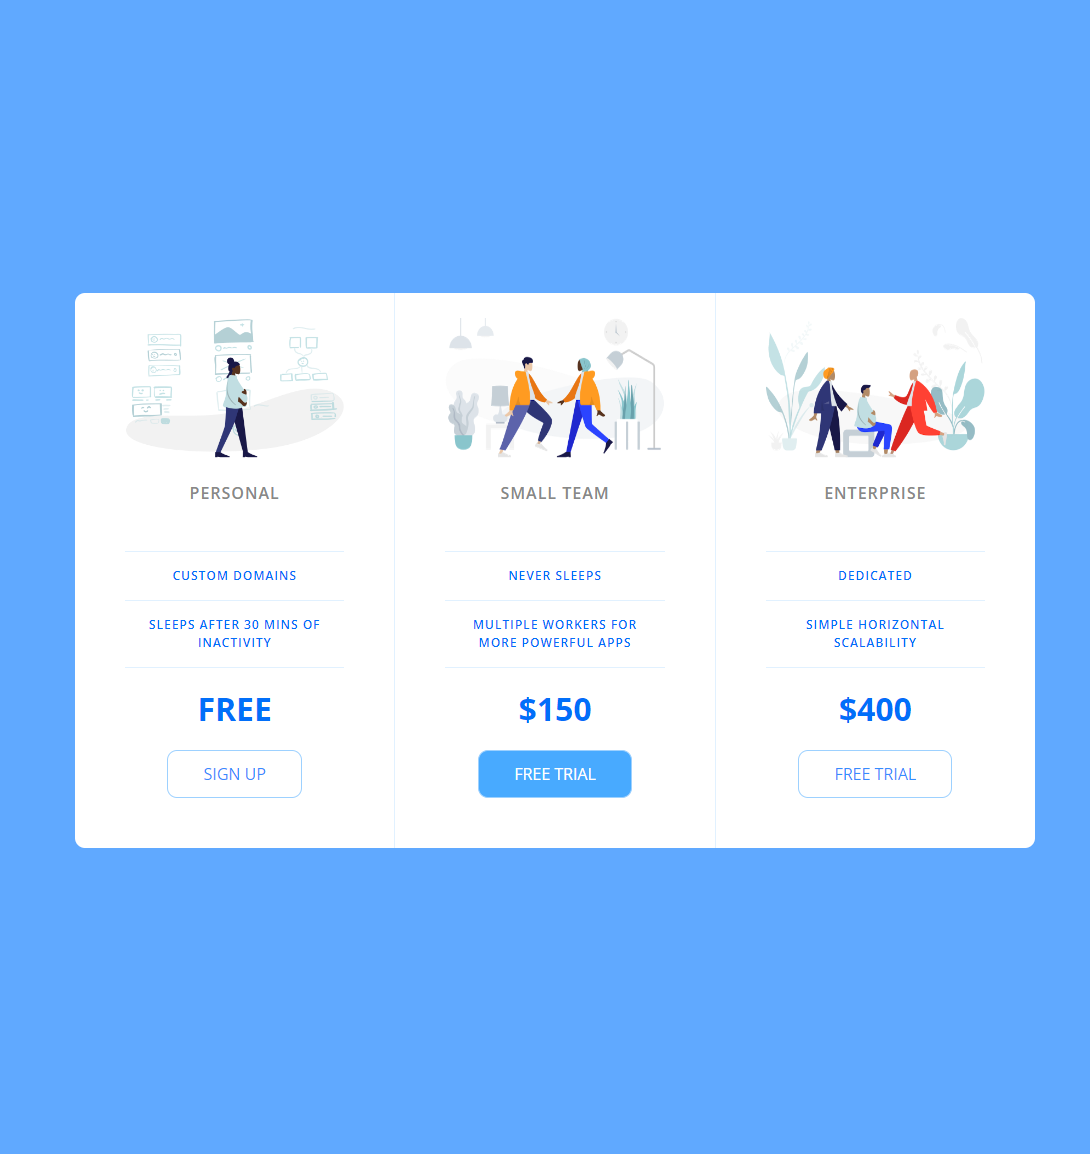 PERSONAL
CUSTOM DOMAINS
SLEEPS AFTER 30 MINS OF
INACTIVITY
FREE
SIGN UP
SMALL TEAM
NEVER SLEEPS
MULTIPLE WORKERS FOR
MORE POWERFUL APPS
$150
FREE TRIAL
ENTERPRISE
DEDICATED
SIMPLE HORIZONTAL
SCALABILITY
$400
FREE TRIAL